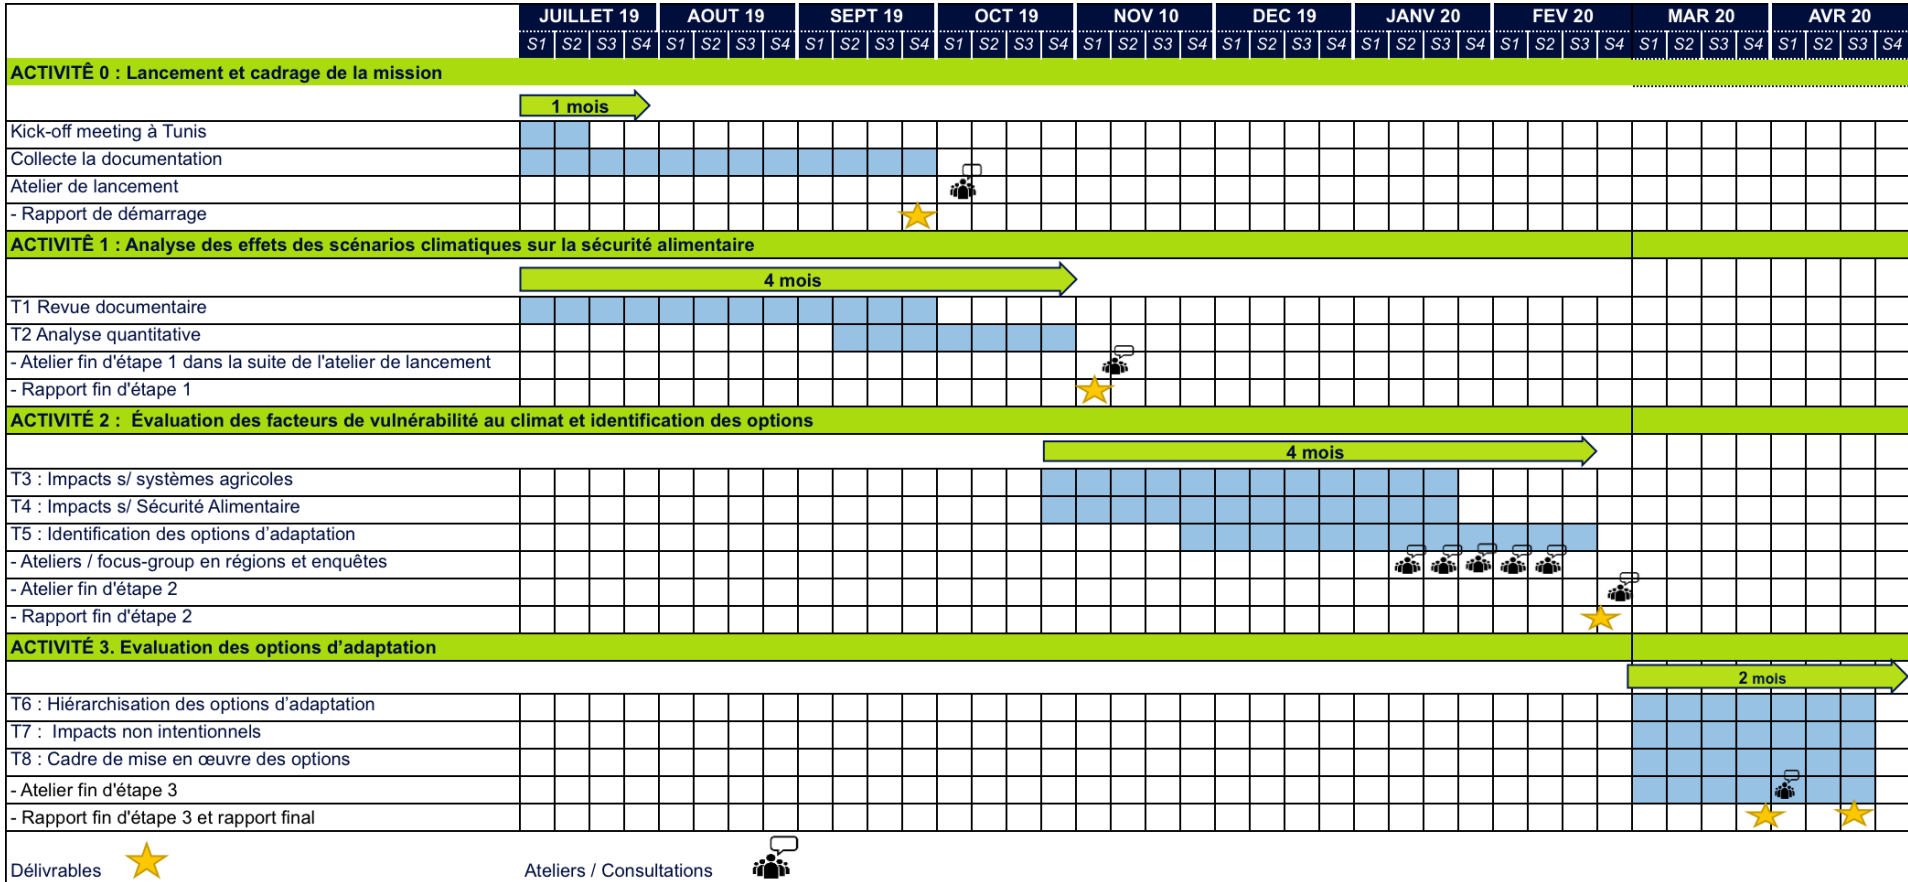 JUILLET 19 AOUT 19 SEPT 19 OCT 19 NOV 10 DEC 19 JANV 20 FEV 20 MAR 20 AVR 20
S1 S2 S3 S4 S1 S2 S3 S4 S1 S2 S3 S4 S1 S2 S3 S4 S1 S2 S3 S4 S1 S2 S3 S4 S1 S2 S3 S4 S1 S2 S3 S4 S1 S2 S3 S4 S1 S2 S3 S4
ACTIVITÊ 0 : Lancement et cadrage de la mission
1 mois
Kick-off meeting à Tunis
Collecte la documentation
Atelier de lancement
- Rapport de démarrage
ACTIVITÊ 1 : Analyse des effets des scénarios climatiques sur la sécurité alimentaire
4 mois
T1 Revue documentaire
T2 Analyse quantitative
- Atelier fin d'étape 1 dans la suite de l'atelier de lancement
- Rapport fin d'étape 1
ACTIVITÉ 2 : Évaluation des facteurs de vulnérabilité au climat et identification des options
4 mois
T3 : Impacts s/ systèmes agricoles
T4 : Impacts s/ Sécurité Alimentaire
T5 : Identification des options d’adaptation
- Ateliers / focus-group en régions et enquêtes
- Atelier fin d'étape 2
- Rapport fin d'étape 2
ACTIVITÉ 3. Evaluation des options d’adaptation
2 mois
T6 : Hiérarchisation des options d’adaptation
T7 : Impacts non intentionnels
T8 : Cadre de mise en œuvre des options
- Atelier fin d'étape 3
- Rapport fin d'étape 3 et rapport final
Délivrables Ateliers / Consultations